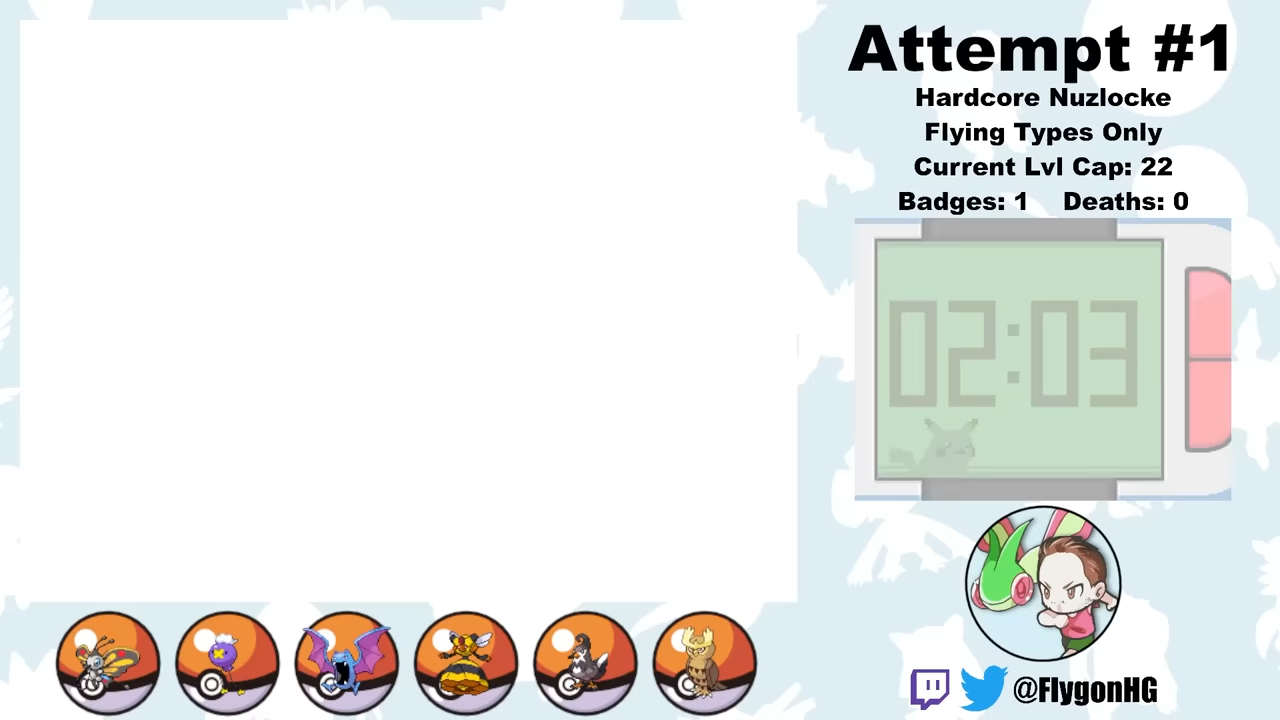 Attempt #1
Hardcore Nuzlocke
Flying Types Only
Current Lvl Cap: 22
Badges: 1 Deaths: 0
02:03
@FlygonHG